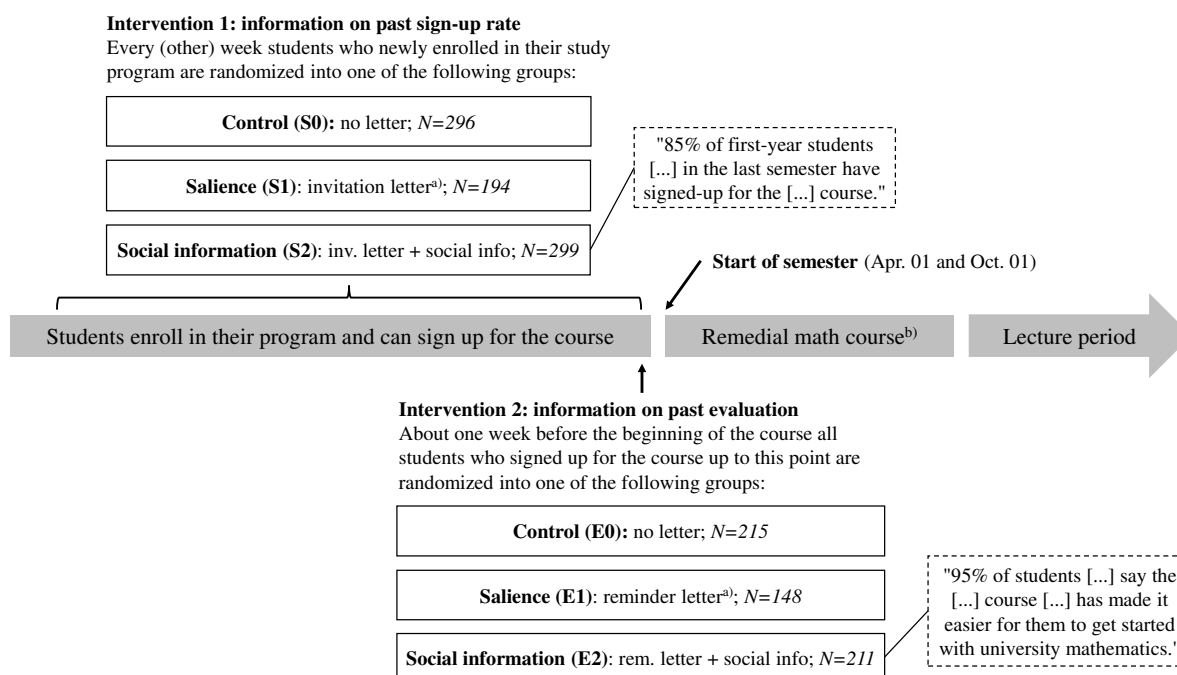 Intervention 1: information on past sign-up rate
Every (other) week students who newly enrolled in their study
program are randomized into one of the following groups:
Control (S0): no letter; N=296
Salience (S1): invitation letter a); N=194
Social information (S2): inv. letter + social info; N=299
"85% of first-year students
[...] in the last semester have
signed-up for the [...] course."
Start of semester (Apr. 01 and Oct. 01)
Students enroll in their program and can sign up for the course
Remedial math course b)
Lecture period
Intervention 2: information on past evaluation
About one week before the beginning of the course all
students who signed up for the course up to this point are
randomized into one of the following groups:
Control (E0): no letter; N=215
Salience (E1): reminder letter a); N=148
Social information (E2): rem. letter + social info; N=211
"95% of students [...] say the
[...] course [...] has made it
easier for them to get started
with university mathematics."